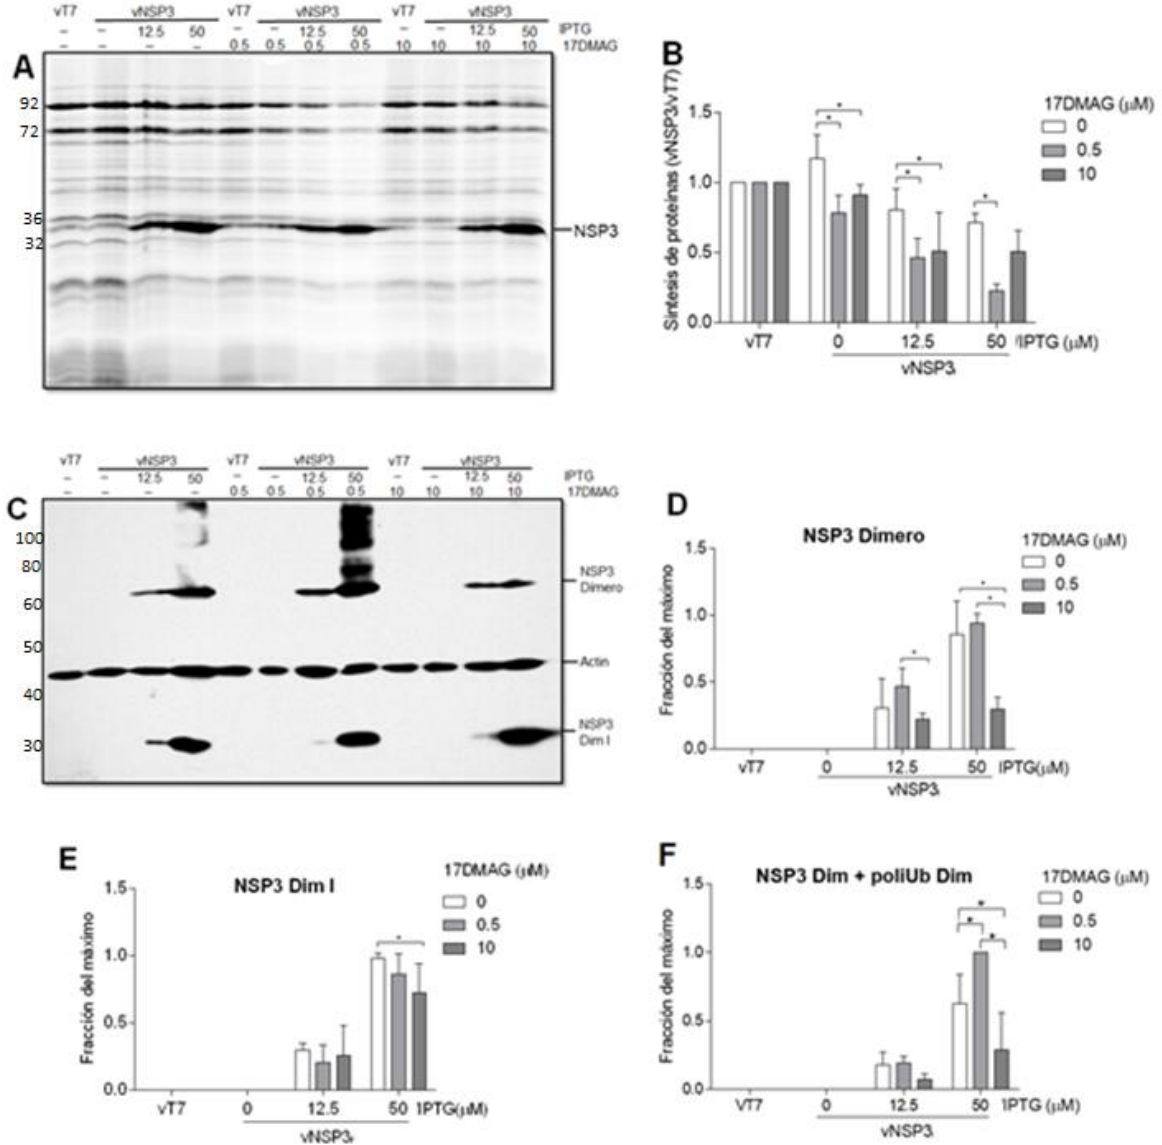 vT7 vNSP3 vT7 vNSP3 vT7 vNSP3
– – 12.5 50 – – 12.5 50 – – 12.5 50 IPTG
– – – – 0.5 0.5 0.5 0.5 10 10 10 10 17DMAG
A
92
72
36
32
NSP3
B
Síntesis de proteínas (vNSP3/vT7)
1.5
1.0
0.5
0.0
* * * * *
17DMAG (µM)
0
0.5
10
vT7 0 12.5 50 IPTG (µM)
vNSP3
vT7 vNSP3 vT7 vNSP3 vT7 vNSP3
– – 12.5 50 – – 12.5 50 – – 12.5 50 IPTG
– – – – 0.5 0.5 0.5 0.5 10 10 10 10 17DMAG
C
100
80
60
50
40
30
NSP3
Dimero
Actin
NSP3
Dim I
D
NSP3 Dimero
Fracción del máximo
1.5
1.0
0.5
0.0
* * *
17DMAG (µM)
0
0.5
10
vT7 0 12.5 50 IPTG(µM)
vNSP3
E
NSP3 Dim I
Fracción del máximo
1.5
1.0
0.5
0.0
*
17DMAG (µM)
0
0.5
10
vT7 0 12.5 50 IPTG(µM)
vNSP3
F
NSP3 Dim + poliUb Dim
Fracción del máximo
1.5
1.0
0.5
0.0
* * *
17DMAG (µM)
0
0.5
10
VT7 0 12.5 50 IPTG (µM)
vNSP3